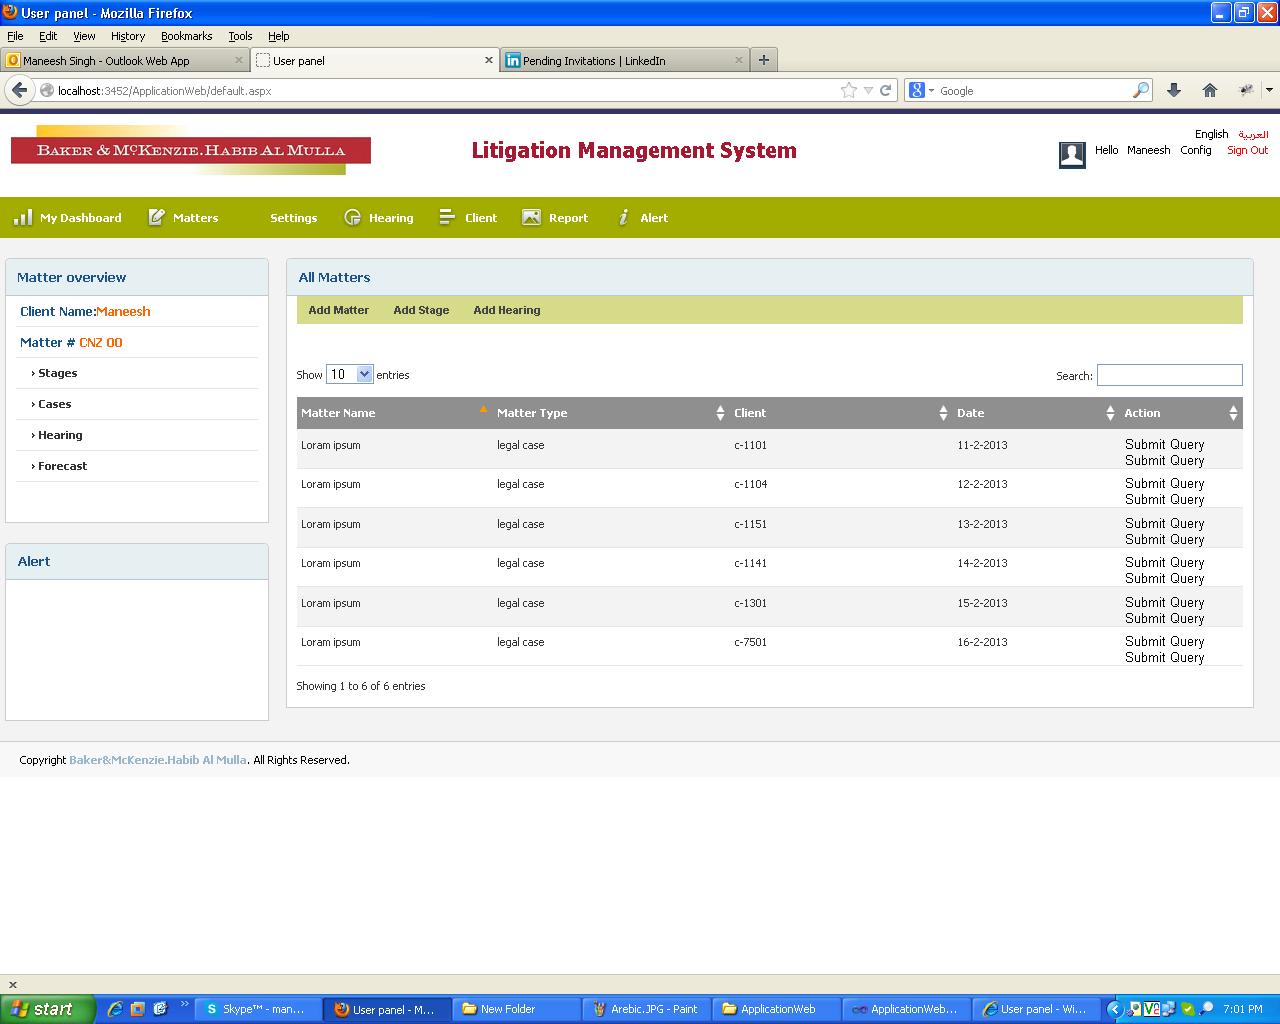 User panel - Mozilla Firefox
File Edit View History Bookmarks Tools Help
Maneesh Singh - Outlook Web App
User panel
Pending Invitations | LinkedIn
localhost:3452/ApplicationWeb/default.aspx
Google
BAKER & MCKENZIE.HABIB AL MULLA
Litigation Management System
English العربية
Hello Maneesh Config Sign Out
My Dashboard Matters Settings Hearing Client Report Alert
Matter overview
Client Name:Maneesh
Matter # CNZ 00
› Stages
› Cases
› Hearing
› Forecast
Alert
All Matters
Add Matter Add Stage Add Hearing
Show 10 entries
Search:
Matter Name Matter Type Client Date Action
Loram ipsum legal case c-1101 11-2-2013 Submit Query
Submit Query
Loram ipsum legal case c-1104 12-2-2013 Submit Query
Submit Query
Loram ipsum legal case c-1151 13-2-2013 Submit Query
Submit Query
Loram ipsum legal case c-1141 14-2-2013 Submit Query
Submit Query
Loram ipsum legal case c-1301 15-2-2013 Submit Query
Submit Query
Loram ipsum legal case c-7501 16-2-2013 Submit Query
Submit Query
Showing 1 to 6 of 6 entries
Copyright Baker&McKenzie.Habib Al Mulla. All Rights Reserved.
start
Skype™ - man...
User panel - M...
New Folder
Arebic.JPG - Paint
ApplicationWeb
ApplicationWeb...
User panel - Wi...
7:01 PM